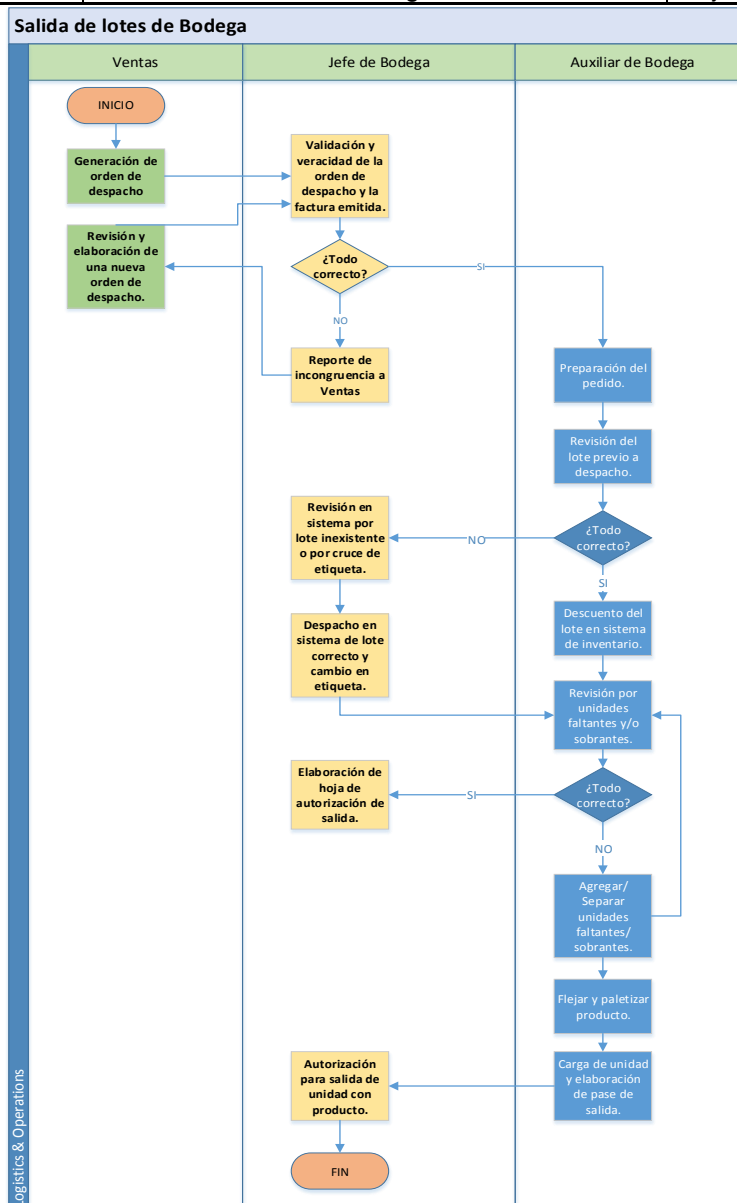 Salida de lotes de Bodega
Ventas
Jefe de Bodega
Auxiliar de Bodega
INICIO
Generación de
orden de
despacho
Validación y
veracidad de la
orden de
despacho y la
factura emitida.
Revisión y
elaboración de
una nueva
orden de
despacho.
¿Todo
correcto?
SI
NO
Reporte de
incongruencia a
Ventas
Preparación del
pedido.
Revisión del
lote previo a
despacho.
¿Todo
correcto?
NO
SI
Revisión en
sistema por
lote inexistente
o por cruce de
etiqueta.
Descuento del
lote en sistema
de inventario.
Despacho en
sistema de lote
correcto y
cambio en
etiqueta.
Revisión por
unidades
faltantes y/o
sobrantes.
¿Todo
correcto?
SI
NO
Elaboración de
hoja de
autorización de
salida.
Agregar/
Separar
unidades
faltantes/
sobrantes.
Flejar y paletizar
producto.
Carga de unidad
y elaboración
de pase de
salida.
Autorización
para salida de
unidad con
producto.
FIN
ogistics & Operations